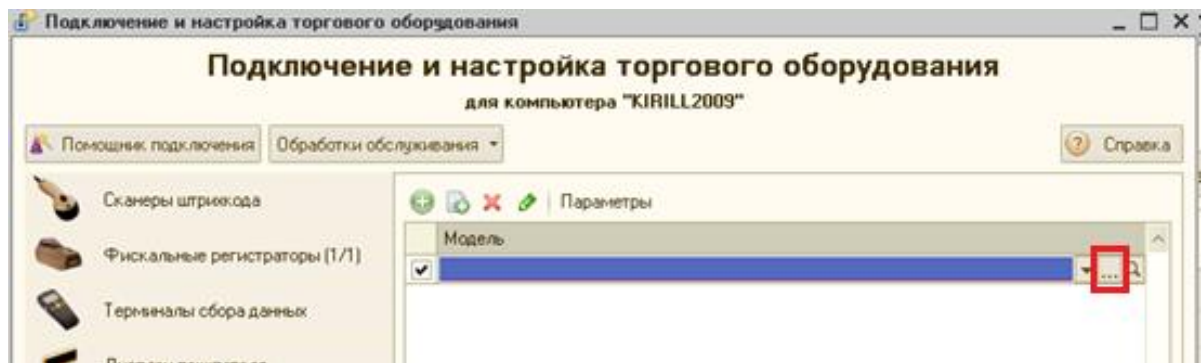 Подключение и настройка торгового оборудования
Подключение и настройка торгового оборудования
для компьютера "KIRILL2009"
Помощник подключения Обработки обслуживания Справка
Сканеры штрихкода
Параметры
Модель
Фискальные регистраторы (1/1)
...
Терминалы сбора данных